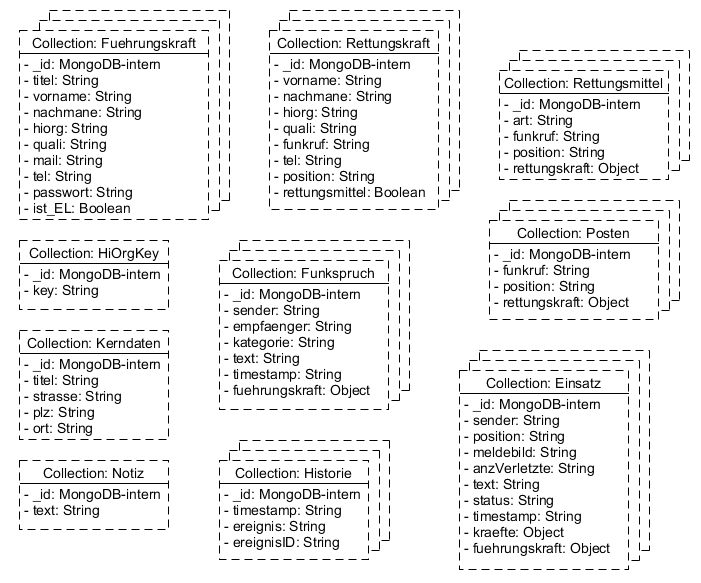 Collection: Fuehrungskraft
- _id: MongoDB-intern
- titel: String
- vorname: String
- nachmane: String
- hiorg: String
- quali: String
- mail: String
- tel: String
- passwort: String
- ist_EL: Boolean
Collection: Rettungskraft
- _id: MongoDB-intern
- vorname: String
- nachmane: String
- hiorg: String
- quali: String
- funkruf: String
- tel: String
- position: String
- rettungsmittel: Boolean
Collection: Rettungsmittel
- _id: MongoDB-intern
- art: String
- funkruf: String
- position: String
- rettungskraft: Object
Collection: HiOrgKey
- _id: MongoDB-intern
- key: String
Collection: Funkspruch
- _id: MongoDB-intern
- sender: String
- empfaenger: String
- kategorie: String
- text: String
- timestamp: String
- fuehrungskraft: Object
Collection: Posten
- _id: MongoDB-intern
- funkruf: String
- position: String
- rettungskraft: Object
Collection: Kerndaten
- _id: MongoDB-intern
- titel: String
- strasse: String
- plz: String
- ort: String
Collection: Einsatz
- _id: MongoDB-intern
- sender: String
- position: String
- meldebild: String
- anzVerletzte: String
- text: String
- status: String
- timestamp: String
- kraefte: Object
- fuehrungskraft: Object
Collection: Notiz
- _id: MongoDB-intern
- text: String
Collection: Historie
- _id: MongoDB-intern
- timestamp: String
- ereignis: String
- ereignisID: String